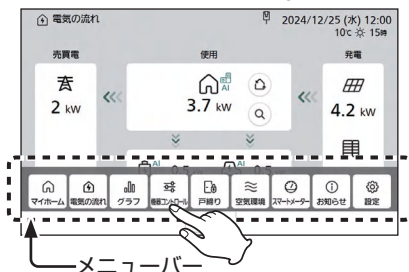 電気の流れ 2024/12/25 (水) 12:00
10℃ 15時
売買電 使用 発電
AI
2 kW 3.7 kW 4.2 kW
AI
マイホーム 電気の流れ グラフ 機器コントロール 戸締り 空気環境 スマートメーター お知らせ 設定
メニューバー